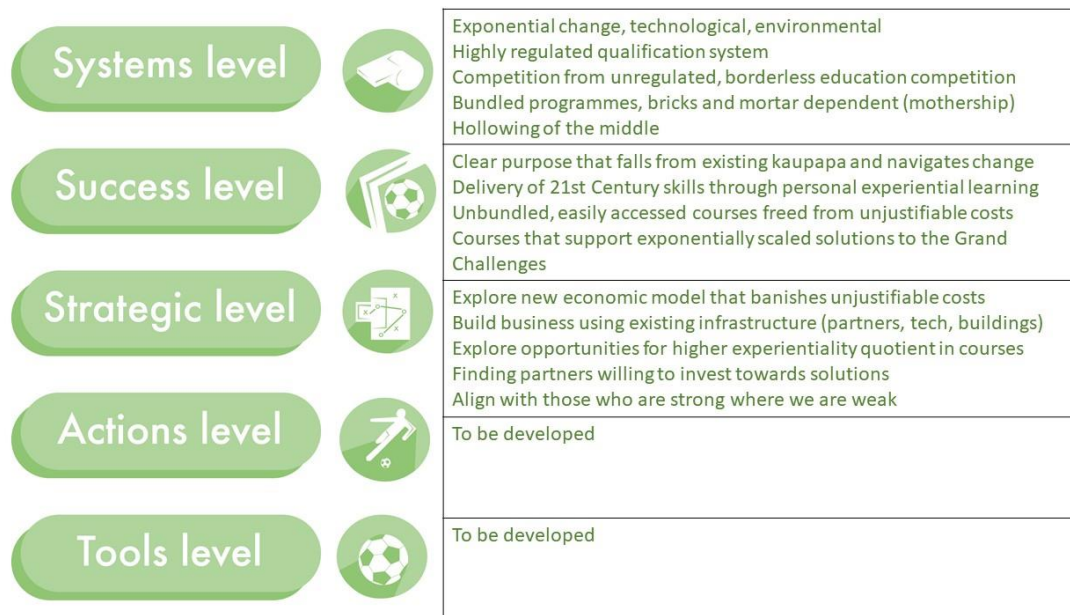 Systems level
Exponential change, technological, environmental
Highly regulated qualification system
Competition from unregulated, borderless education competition
Bundled programmes, bricks and mortar dependent (mothership)
Hollowing of the middle
Success level
Clear purpose that falls from existing kaupapa and navigates change
Delivery of 21st Century skills through personal experiential learning
Unbundled, easily accessed courses freed from unjustifiable costs
Courses that support exponentially scaled solutions to the Grand
Challenges
Strategic level
Explore new economic model that banishes unjustifiable costs
Build business using existing infrastructure (partners, tech, buildings)
Explore opportunities for higher experientiality quotient in courses
Finding partners willing to invest towards solutions
Align with those who are strong where we are weak
Actions level
To be developed
Tools level
To be developed